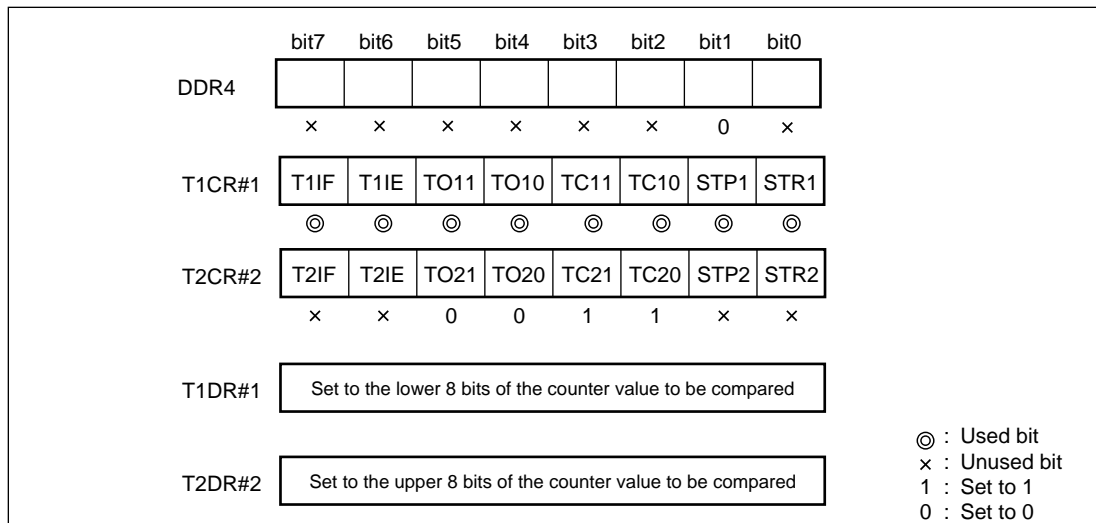 bit7 bit6 bit5 bit4 bit3 bit2 bit1 bit0
DDR4
× × × × × × 0 ×
T1CR#1 T1IF T1IE TO11 TO10 TC11 TC10 STP1 STR1
◎ ◎ ◎ ◎ ◎ ◎ ◎ ◎
T2CR#2 T2IF T2IE TO21 TO20 TC21 TC20 STP2 STR2
× × 0 0 1 1 × ×
T1DR#1 Set to the lower 8 bits of the counter value to be compared
T2DR#2 Set to the upper 8 bits of the counter value to be compared
◎ : Used bit
× : Unused bit
1 : Set to 1
0 : Set to 0